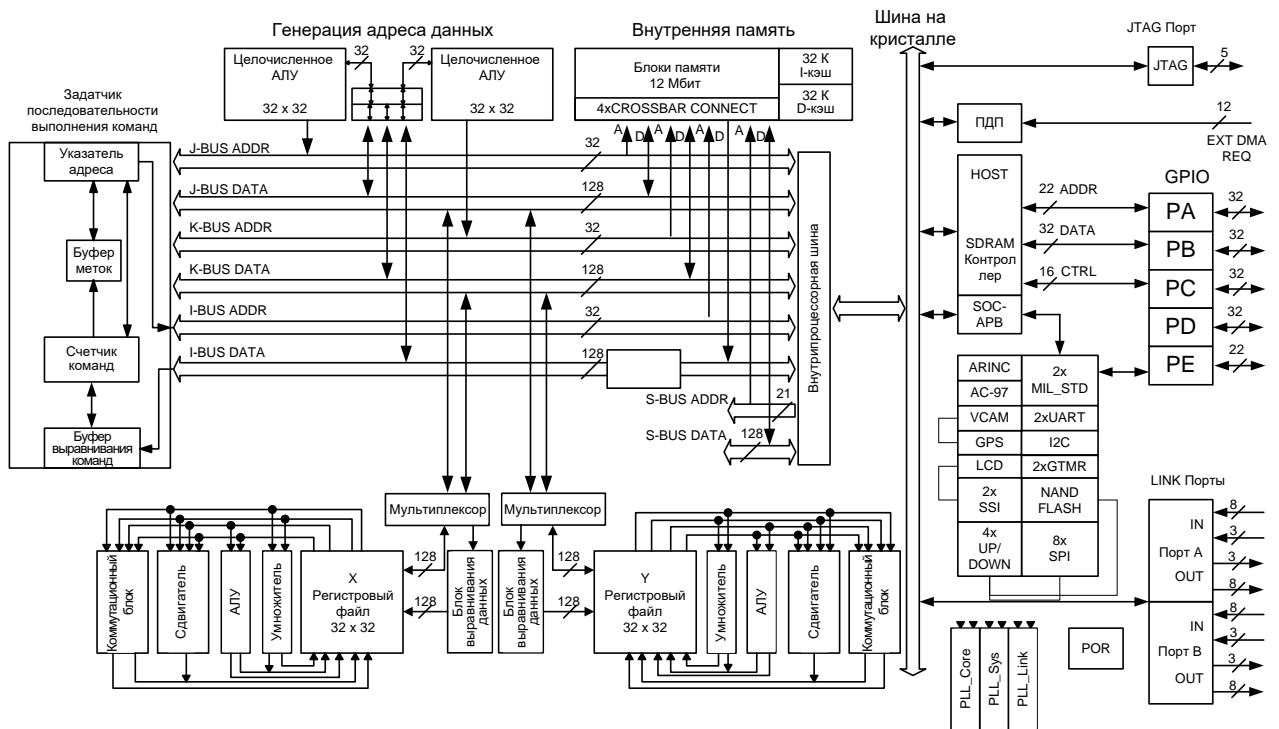 Генерация адреса данных
Внутренняя память
Шина на
кристалле
JTAG Порт
Целочисленное
АЛУ
32 x 32
32
32
Целочисленное
АЛУ
32 x 32
Блоки памяти
12 Мбит
4xCROSSBAR CONNECT
32 К
I-кэш
32 К
D-кэш
JTAG
5
Задатчик
последовательности
выполнения команд
A
D
A
D
A
D
A
D
ПДП
12
EXT DMA
REQ
Указатель
адреса
Буфер
меток
Счетчик
команд
Буфер
выравнивания
команд
J-BUS ADDR
32
J-BUS DATA
128
K-BUS ADDR
32
K-BUS DATA
128
I-BUS ADDR
32
I-BUS DATA
128
S-BUS ADDR
21
S-BUS DATA
128
Внутрипроцессорная шина
HOST
SDRAM
Контрол
лер
SOC-
APB
22 ADDR
32 DATA
16 CTRL
GPIO
PA
32
PB
32
PC
32
PD
32
PE
22
ARINC
AC-97
2x
MIL_STD
VCAM
2xUART
GPS
I2C
LCD
2xGTMR
2x
SSI
NAND
FLASH
4x
UP/
DOWN
8x
SPI
LINK Порты
8
IN
3
Порт A
3
OUT
8
8
IN
3
Порт B
3
OUT
8
Мультиплексор
Мультиплексор
Коммутационный
блок
Сдвигатель
АЛУ
Умножитель
X
Регистровый
файл
32 x 32
128
128
Блок
выравнивания
данных
Блок
выравнивания
данных
128
128
Y
Регистровый
файл
32 x 32
Умножитель
АЛУ
Сдвигатель
Коммутационный
блок
PLL_Core
PLL_Sys
PLL_Link
POR